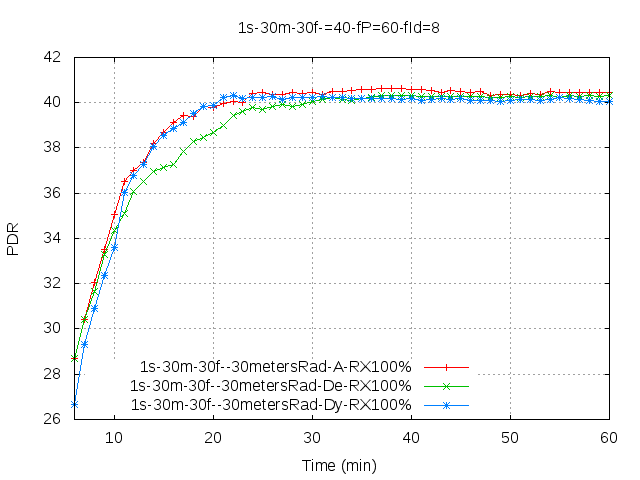 1s-30m-30f-=40-fP=60-fId=8
PDR
42
40
38
36
34
32
30
28
26
1s-30m-30f--30metersRad-A-RX100%
1s-30m-30f--30metersRad-De-RX100%
1s-30m-30f--30metersRad-Dy-RX100%
10 20 30 40 50 60
Time (min)